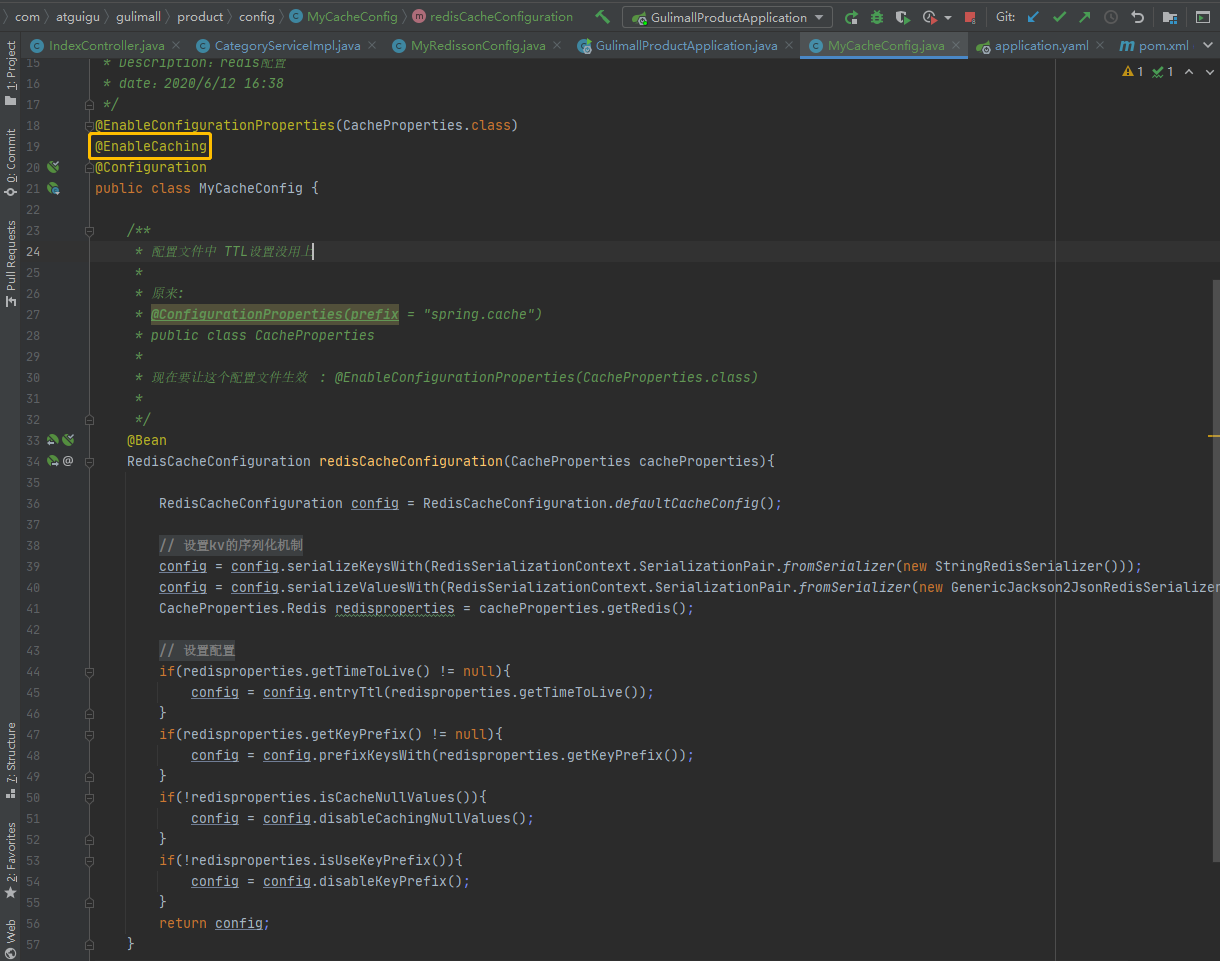 com atguigu gulimall product config MyCacheConfig redisCacheConfiguration GulimallProductApplication Git:
IndexController.java CategoryServiceImpl.java MyRedissonConfig.java GulimallProductApplication.java MyCacheConfig.java application.yaml pom.xml
1: Project
0: Commit
Pull Requests
7: Structure
2: Favorites
Web
1 1
15 * Description：redis配置
16 * date：2020/6/12 16:38
17 */
18 @EnableConfigurationProperties(CacheProperties.class)
19 @EnableCaching
20 @Configuration
21 public class MyCacheConfig {
22
23 /**
24 * 配置文件中 TTL设置没用上
25 *
26 * 原来:
27 * @ConfigurationProperties(prefix = "spring.cache")
28 * public class CacheProperties
29 *
30 * 现在要让这个配置文件生效 : @EnableConfigurationProperties(CacheProperties.class)
31 *
32 */
33 @Bean
34 RedisCacheConfiguration redisCacheConfiguration(CacheProperties cacheProperties){
35
36 RedisCacheConfiguration config = RedisCacheConfiguration.defaultCacheConfig();
37
38 // 设置kv的序列化机制
39 config = config.serializeKeysWith(RedisSerializationContext.SerializationPair.fromSerializer(new StringRedisSerializer()));
40 config = config.serializeValuesWith(RedisSerializationContext.SerializationPair.fromSerializer(new GenericJackson2JsonRedisSerializer
41 CacheProperties.Redis redisproperties = cacheProperties.getRedis();
42
43 // 设置配置
44 if(redisproperties.getTimeToLive() != null){
45 config = config.entryTtl(redisproperties.getTimeToLive());
46 }
47 if(redisproperties.getKeyPrefix() != null){
48 config = config.prefixKeysWith(redisproperties.getKeyPrefix());
49 }
50 if(!redisproperties.isCacheNullValues()){
51 config = config.disableCachingNullValues();
52 }
53 if(!redisproperties.isUseKeyPrefix()){
54 config = config.disableKeyPrefix();
55 }
56 return config;
57 }